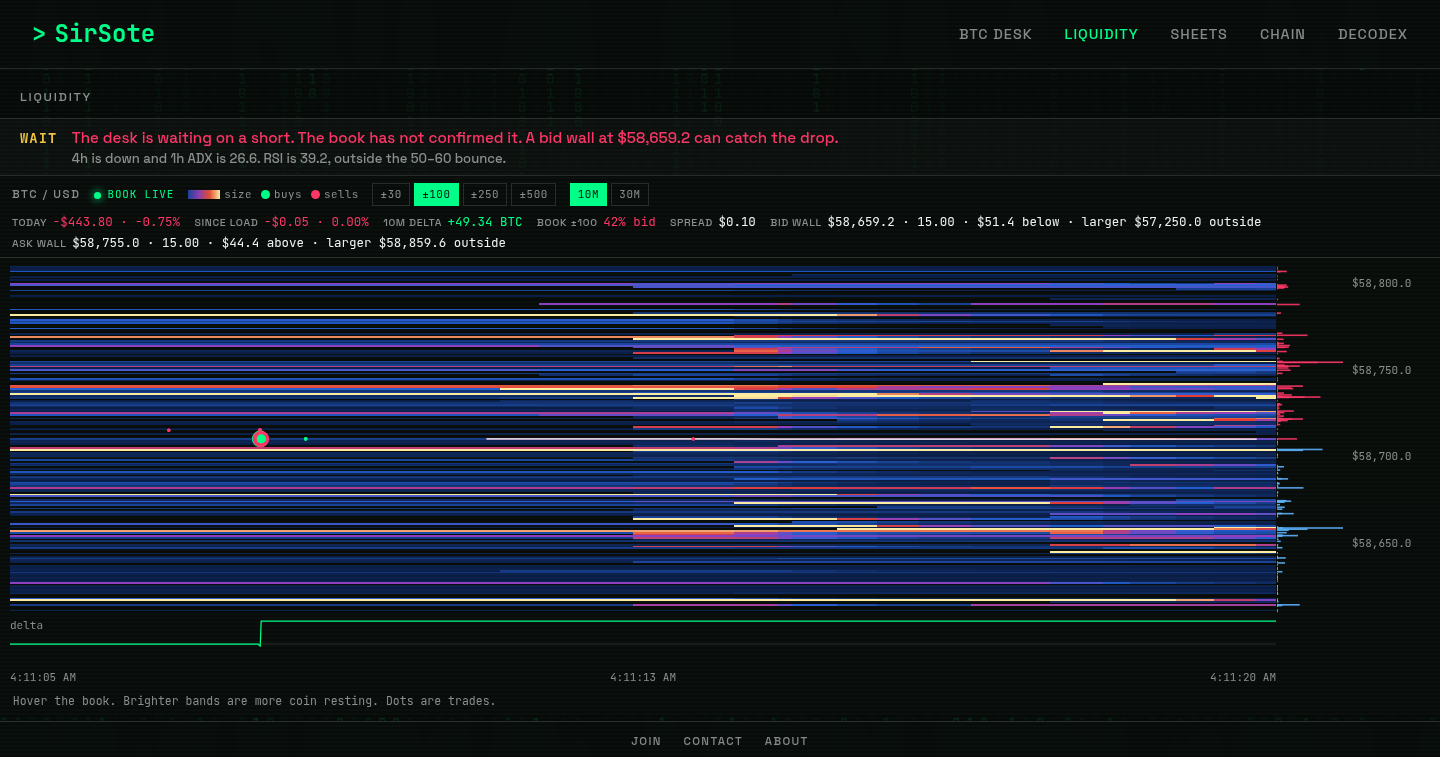 > SirSote
BTC DESK LIQUIDITY SHEETS CHAIN DECODEX
LIQUIDITY
WAIT The desk is waiting on a short. The book has not confirmed it. A bid wall at $58,659.2 can catch the drop.
4h is down and 1h ADX is 26.6. RSI is 39.2, outside the 50–60 bounce.
BTC / USD BOOK LIVE size buys sells ±30 ±100 ±250 ±500 10M 30M
TODAY -$443.80 · -0.75% SINCE LOAD -$0.05 · 0.00% 10M DELTA +49.34 BTC BOOK ±100 42% bid SPREAD $0.10 BID WALL $58,659.2 · 15.00 · $51.4 below · larger $57,250.0 outside
ASK WALL $58,755.0 · 15.00 · $44.4 above · larger $58,859.6 outside
$58,800.0
$58,750.0
$58,700.0
$58,650.0
delta
4:11:05 AM 4:11:13 AM 4:11:20 AM
Hover the book. Brighter bands are more coin resting. Dots are trades.
JOIN CONTACT ABOUT